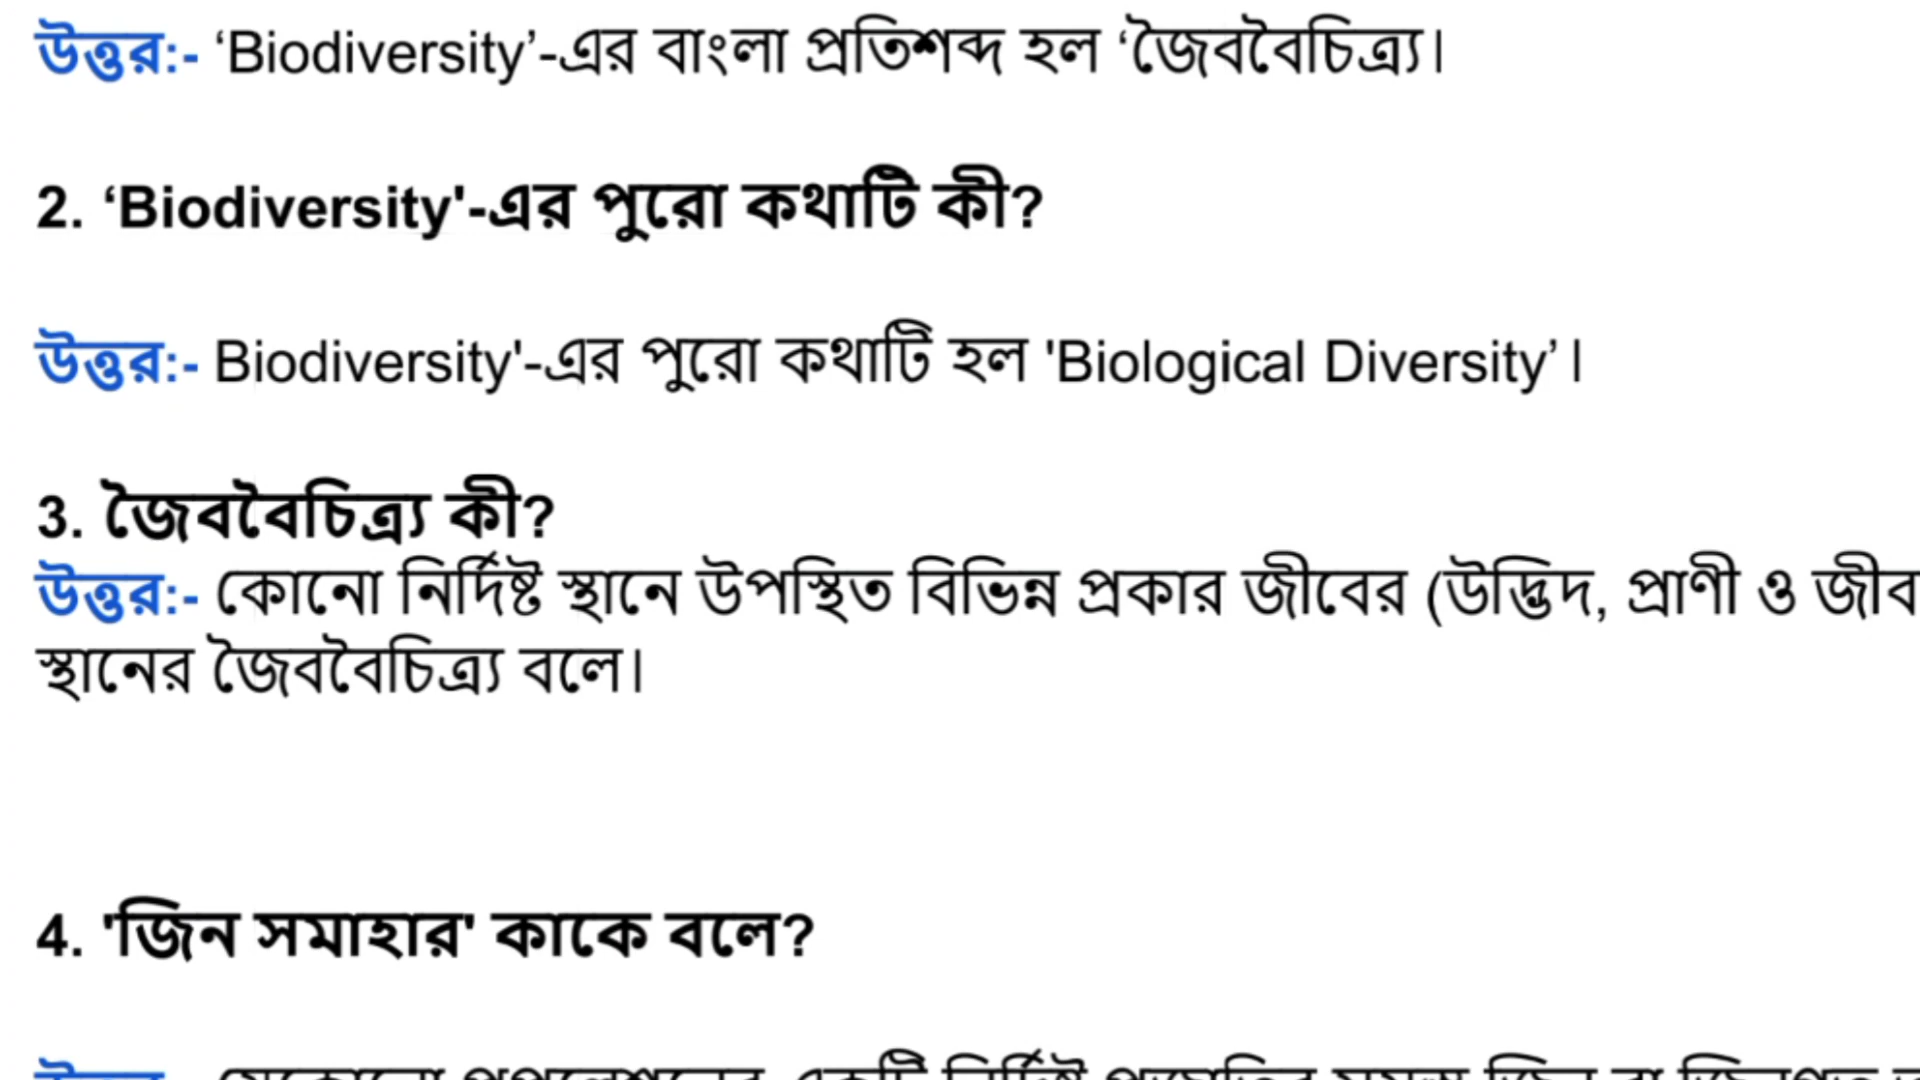 উত্তর:- ‘Biodiversity’-এর বাংলা প্রতিশব্দ হল ‘জৈববৈচিত্র্য।
2. ‘Biodiversity'-এর পুরো কথাটি কী?
উত্তর:- Biodiversity'-এর পুরো কথাটি হল 'Biological Diversity’।
3. জৈববৈচিত্র্য কী?
উত্তর:- কোনো নির্দিষ্ট স্থানে উপস্থিত বিভিন্ন প্রকার জীবের (উদ্ভিদ, প্রাণী ও জীব
স্থানের জৈববৈচিত্র্য বলে।
4. 'জিন সমাহার' কাকে বলে?